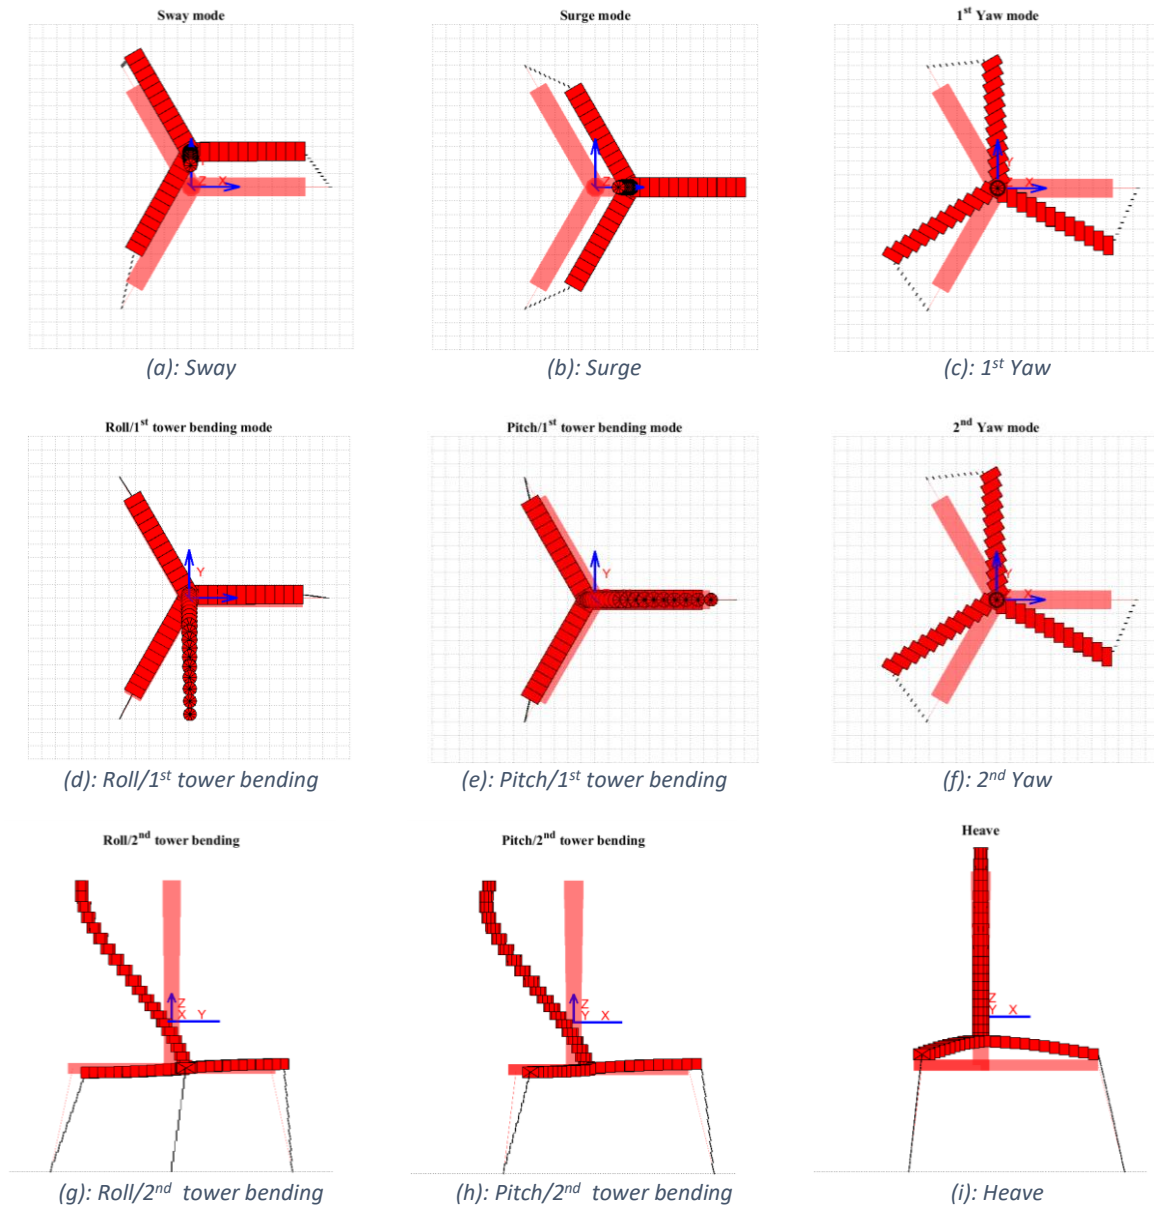 Sway mode
Surge mode
1st Yaw mode
Y
Z X
Z
Y
Z X
(a): Sway
(b): Surge
(c): 1st Yaw
Roll/1st tower bending mode
Pitch/1st tower bending mode
2nd Yaw mode
Y
Y
Y
X
(d): Roll/1st tower bending
(e): Pitch/1st tower bending
(f): 2nd Yaw
Roll/2nd tower bending
Pitch/2nd tower bending
Heave
Z
X Y
Z
Y X
Z
Y X
(g): Roll/2nd tower bending
(h): Pitch/2nd tower bending
(i): Heave